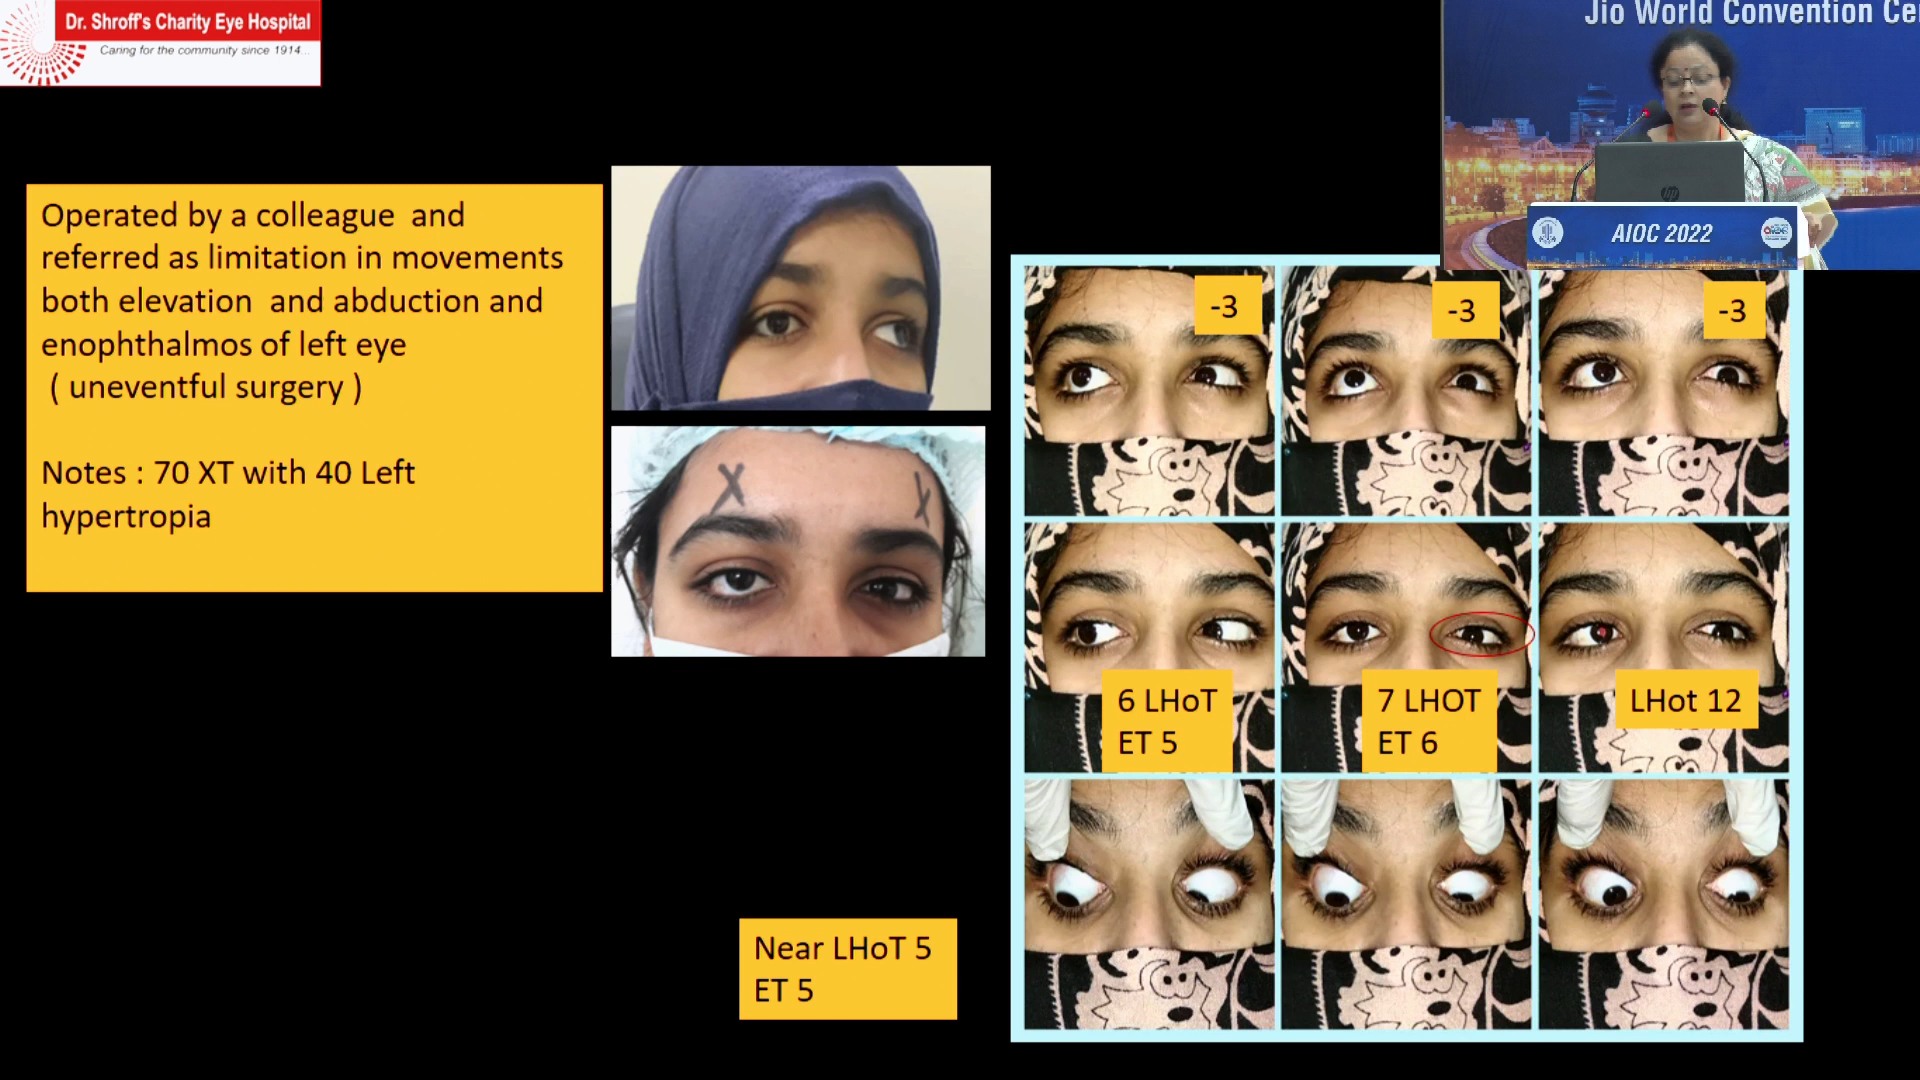 Dr. Shroff's Charity Eye Hospital
Caring for the community since 1914...
Jio World Convention Ce
AIOC 2022
Operated by a colleague and
referred as limitation in movements
both elevation and abduction and
enophthalmos of left eye
( uneventful surgery )
Notes : 70 XT with 40 Left
hypertropia
-3
-3
-3
6 LHoT
ET 5
7 LHOT
ET 6
LHot 12
Near LHoT 5
ET 5